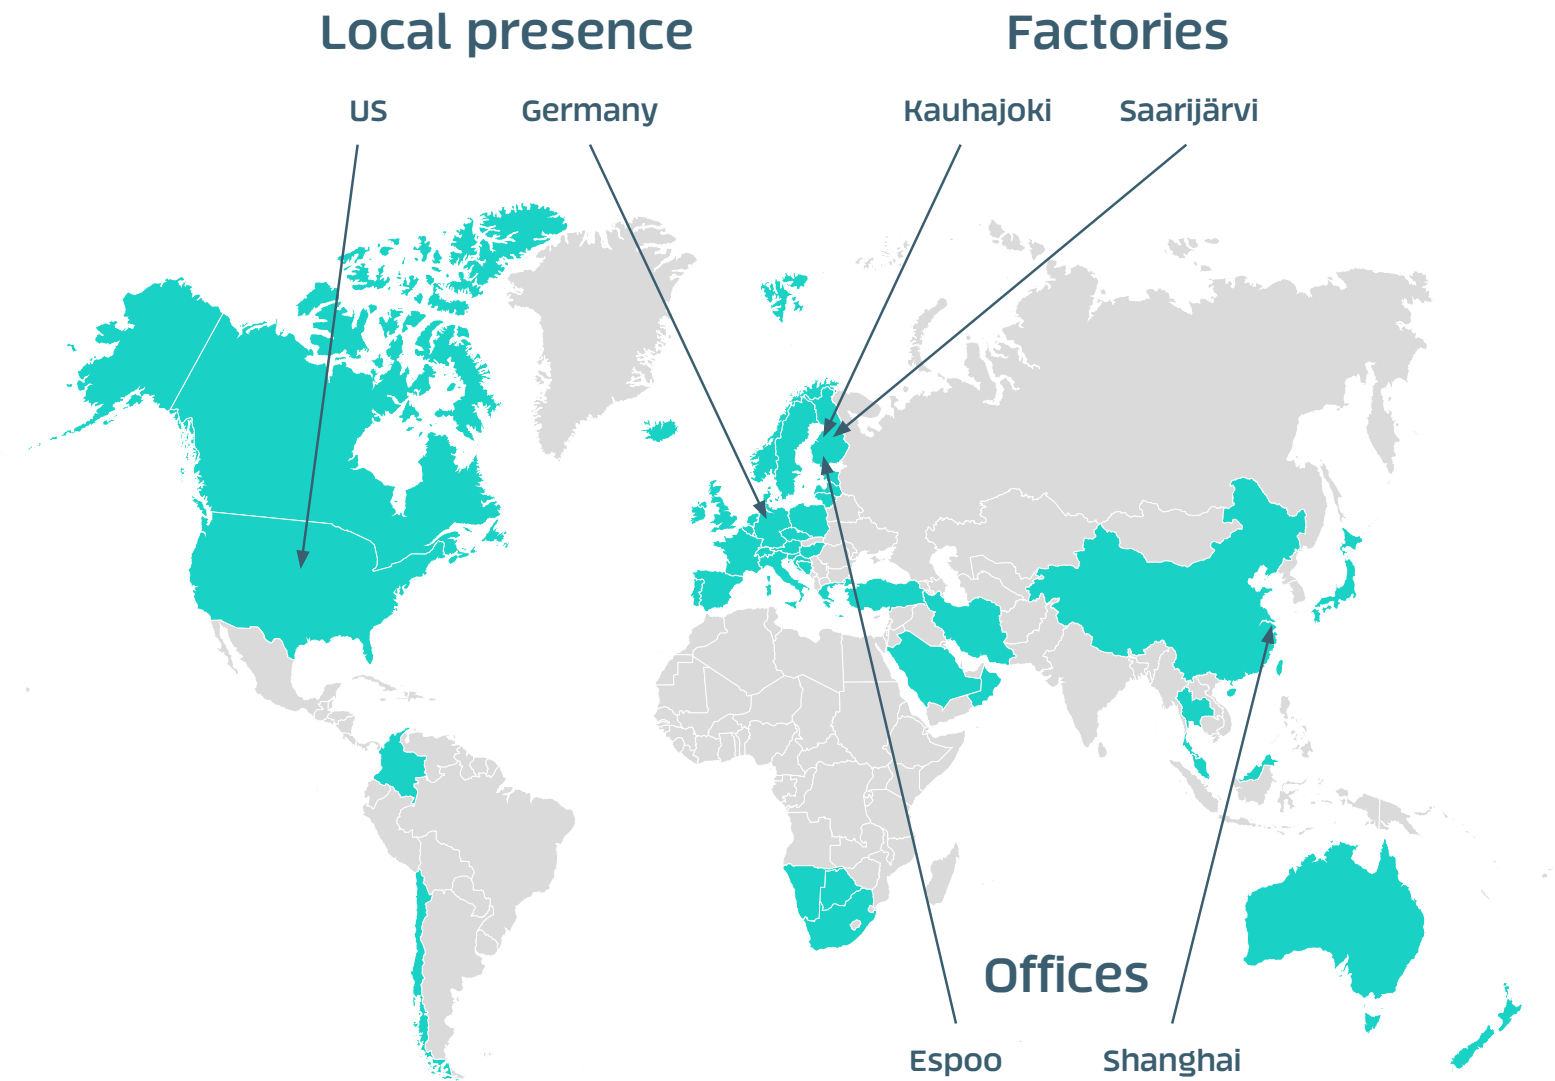 Local presence
Factories
US
Germany
Kauhajoki
Saarijärvi
Offices
Espoo
Shanghai